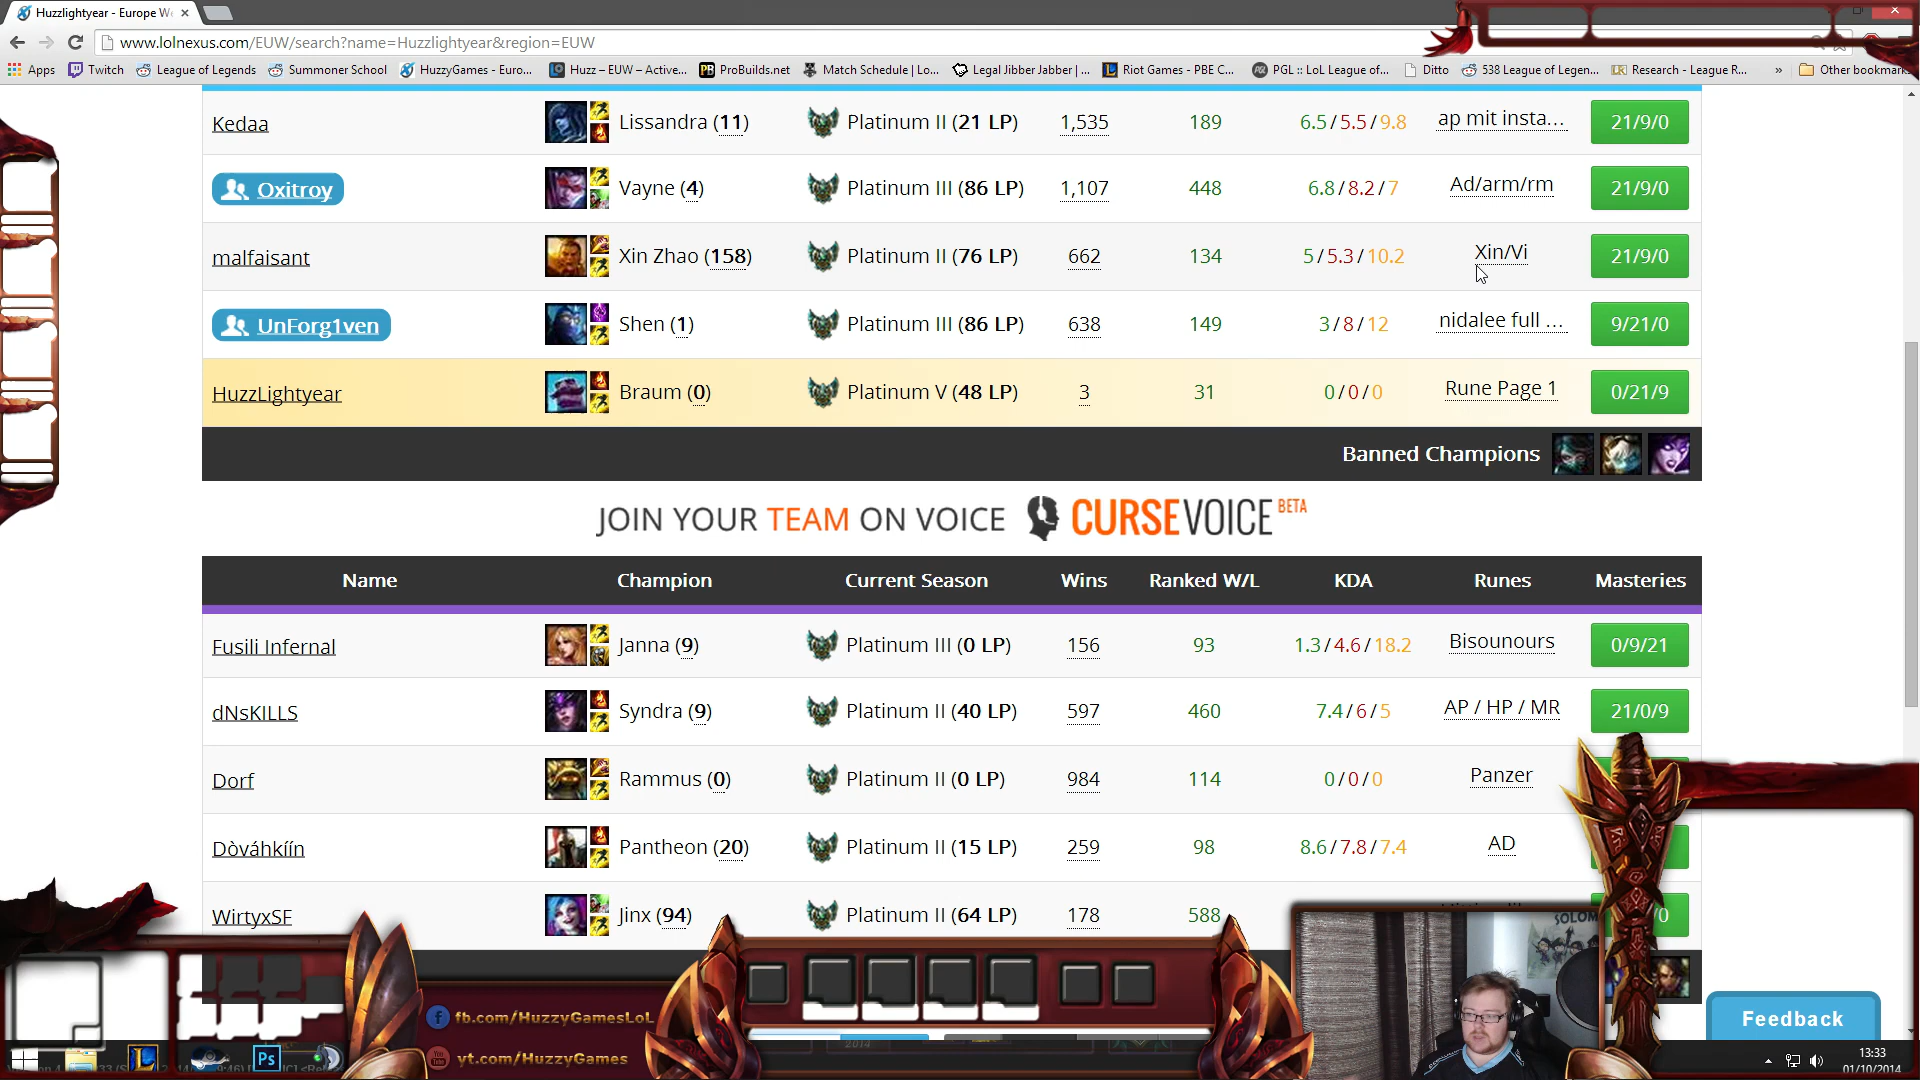 Huzzlightyear - Europe We
www.lolnexus.com/EUW/search?name=Huzzlightyear&region=EUW
Apps Twitch League of Legends Summoner School HuzzyGames - Euro... Huzz – EUW – Active... ProBuilds.net Match Schedule | Lo... Legal Jibber Jabber | ... Riot Games - PBE C... PGL :: LoL League of... Ditto 538 League of Legen... Research - League R... » Other bookmarks
Kedaa Lissandra (11) Platinum II (21 LP) 1,535 189 6.5/5.5/9.8 ap mit insta... 21/9/0
Oxitroy Vayne (4) Platinum III (86 LP) 1,107 448 6.8/8.2/7 Ad/arm/rm 21/9/0
malfaisant Xin Zhao (158) Platinum II (76 LP) 662 134 5/5.3/10.2 Xin/Vi 21/9/0
UnForg1ven Shen (1) Platinum III (86 LP) 638 149 3/8/12 nidalee full ... 9/21/0
HuzzLightyear Braum (0) Platinum V (48 LP) 3 31 0/0/0 Rune Page 1 0/21/9
Banned Champions
JOIN YOUR TEAM ON VOICE CURSEVOICE BETA
Name Champion Current Season Wins Ranked W/L KDA Runes Masteries
Fusili Infernal Janna (9) Platinum III (0 LP) 156 93 1.3/4.6/18.2 Bisounours 0/9/21
dNsKILLS Syndra (9) Platinum II (40 LP) 597 460 7.4/6/5 AP / HP / MR 21/0/9
Dorf Rammus (0) Platinum II (0 LP) 984 114 0/0/0 Panzer
Dòváhkíín Pantheon (20) Platinum II (15 LP) 259 98 8.6/7.8/7.4 AD
WirtyxSF Jinx (94) Platinum II (64 LP) 178 588
SOLOM
fb.com/HuzzyGamesLoL
Feedback
yt.com/HuzzyGames
Ps
13:33
01/10/2014